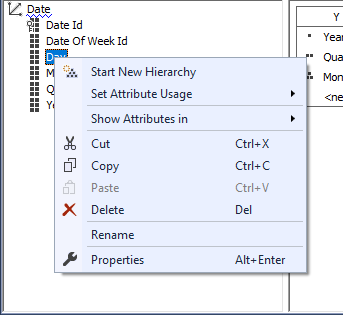 Date
Date Id
Date Of Week Id
Day
M
Q
Ye
Start New Hierarchy
Set Attribute Usage
Show Attributes in
Cut Ctrl+X
Copy Ctrl+C
Paste Ctrl+V
Delete Del
Rename
Properties Alt+Enter
Y
Year
Qua
Mon
<ne